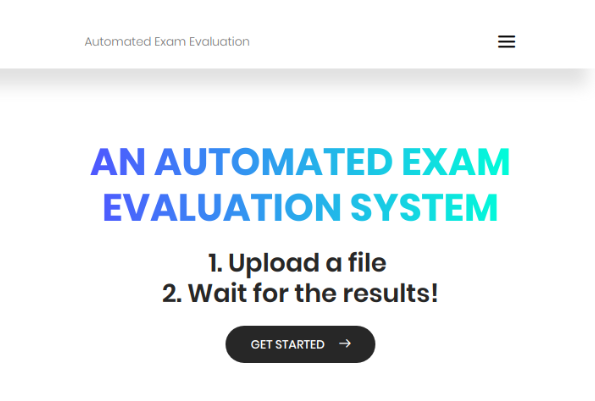 Automated Exam Evaluation
AN AUTOMATED EXAM
EVALUATION SYSTEM
1. Upload a file
2. Wait for the results!
GET STARTED →